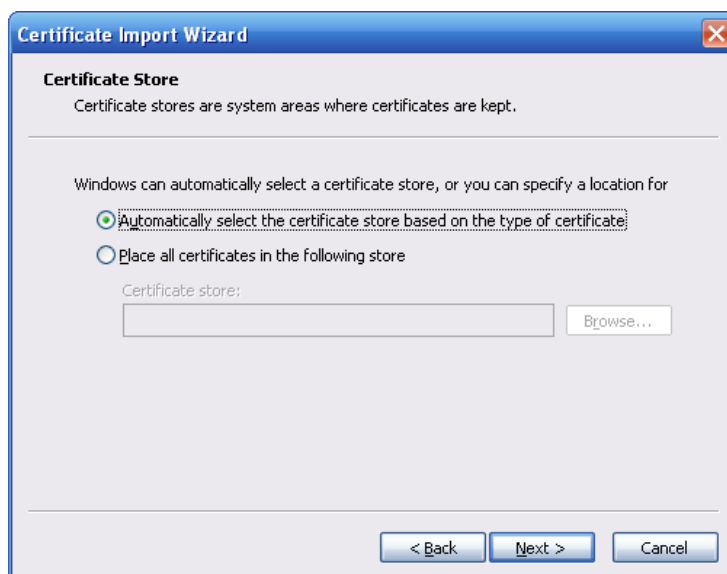 Certificate Import Wizard
Certificate Store
Certificate stores are system areas where certificates are kept.
Windows can automatically select a certificate store, or you can specify a location for
Automatically select the certificate store based on the type of certificate
Place all certificates in the following store
Certificate store:
Browse...
< Back Next > Cancel